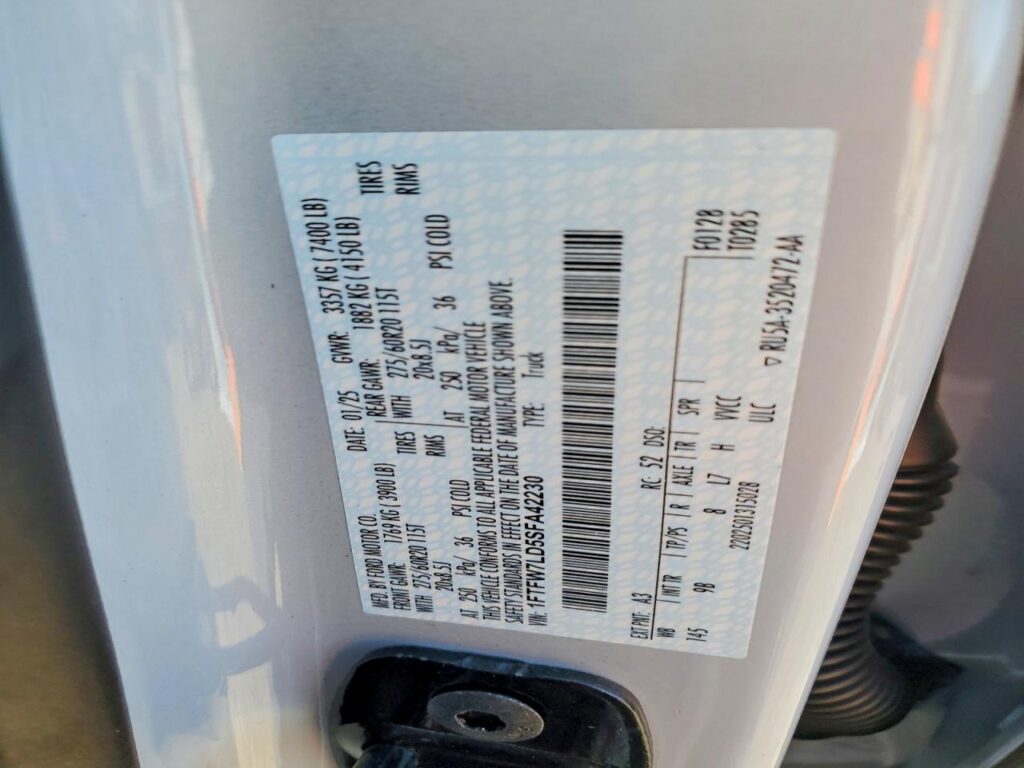 MFD. BY FORD MOTOR CO.
DATE: 01/25 GVWR: 3357 KG ( 7400 LB)
FRONT GAWR: 1769 KG ( 3900 LB) REAR GAWR: 1882 KG ( 4150 LB)
WITH 275/60R20 115T TIRES WITH 275/60R20 115T TIRES
20x8.5J RIMS 20x8.5J RIMS
AT 250 kPa/ 36 PSI COLD AT 250 kPa/ 36 PSI COLD
THIS VEHICLE CONFORMS TO ALL APPLICABLE FEDERAL MOTOR VEHICLE
SAFETY STANDARDS IN EFFECT ON THE DATE OF MANUFACTURE SHOWN ABOVE.
VIN: 1FTFW7LD5SFA42230 TYPE: Truck
EXT PNT: A3 RC: 52 DSO:
WB INTR TP/PS R AXLE TR SPR F0128
145 9B 8 L7 H VVCC T0285
2202S01375028 ULC
▽ RU5A-3520472-AA